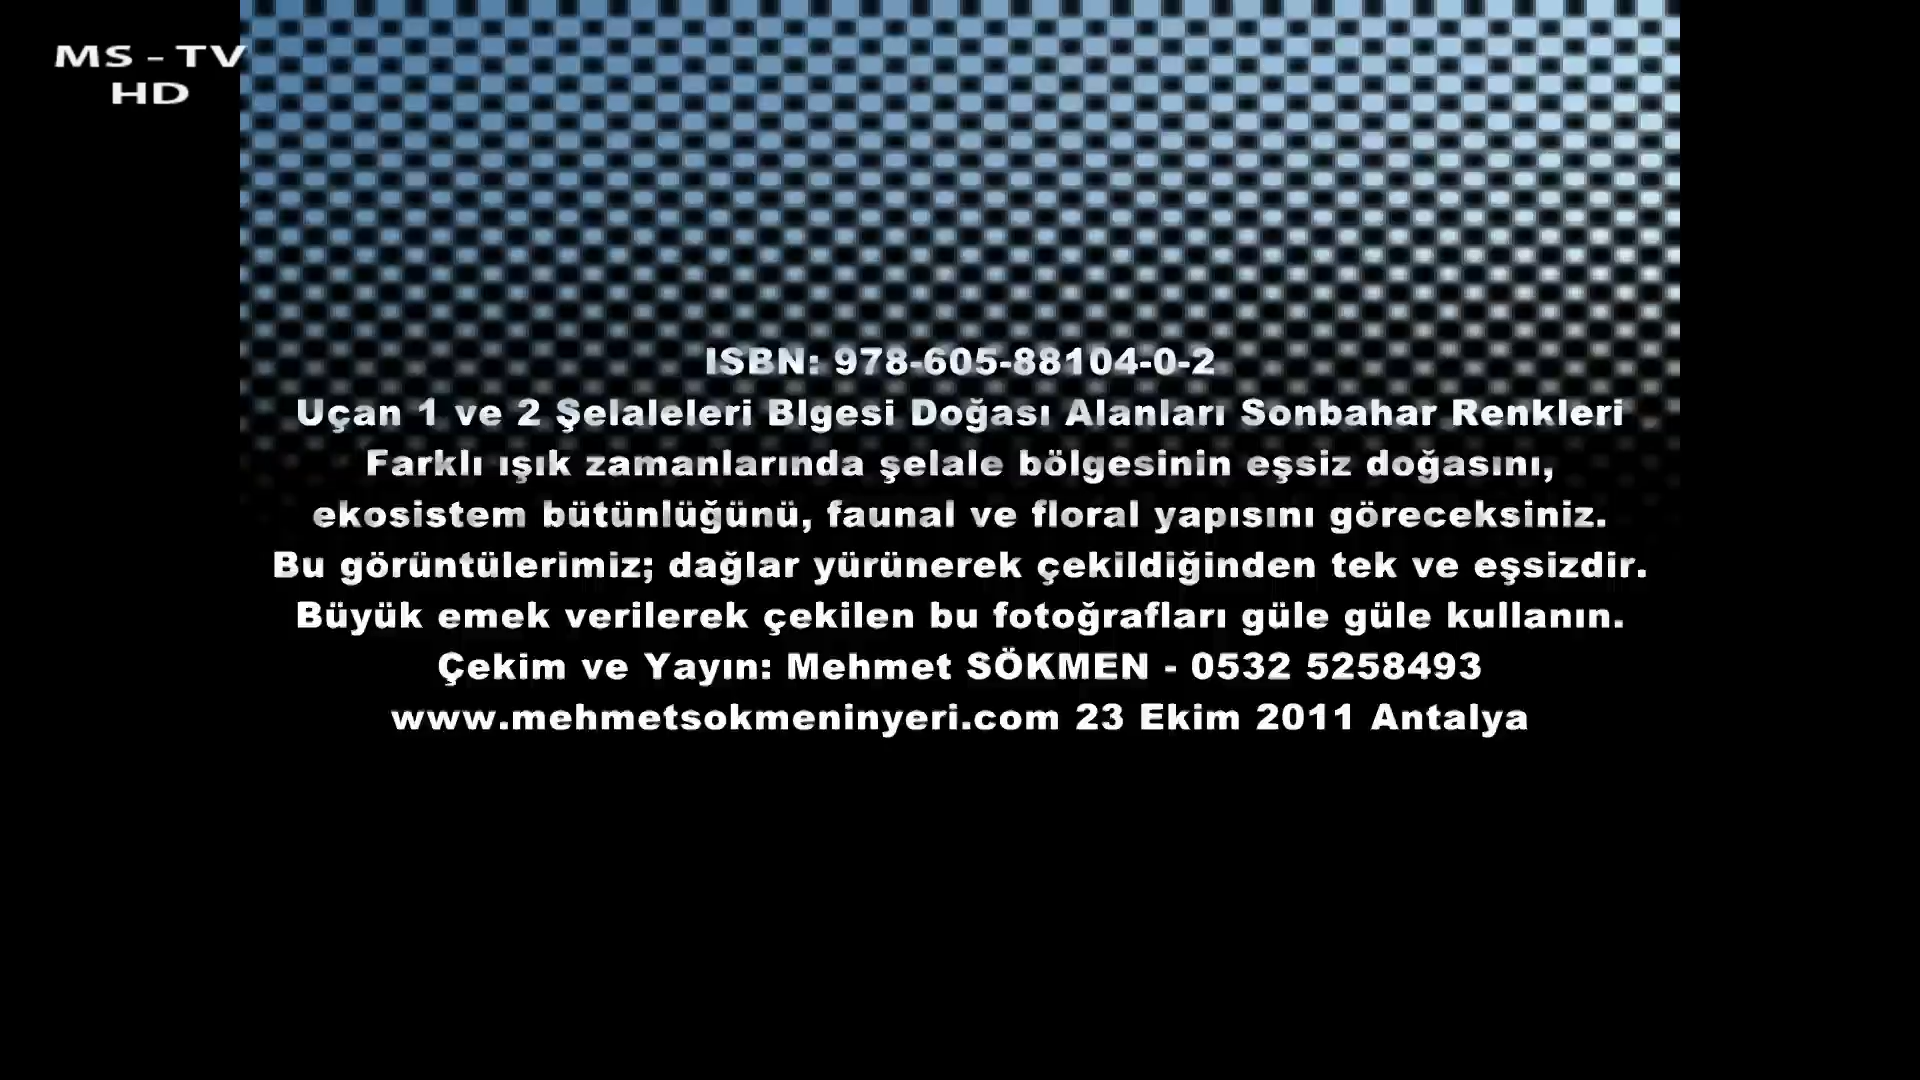 MS - TV
HD
ISBN: 978-605-88104-0-2
Uçan 1 ve 2 Şelaleleri Blgesi Doğası Alanları Sonbahar Renkleri
Farklı ışık zamanlarında şelale bölgesinin eşsiz doğasını,
ekosistem bütünlüğünü, faunal ve floral yapısını göreceksiniz.
Bu görüntülerimiz; dağlar yürünerek çekildiğinden tek ve eşsizdir.
Büyük emek verilerek çekilen bu fotoğrafları güle güle kullanın.
Çekim ve Yayın: Mehmet SÖKMEN - 0532 5258493
www.mehmetsokmeninyeri.com 23 Ekim 2011 Antalya